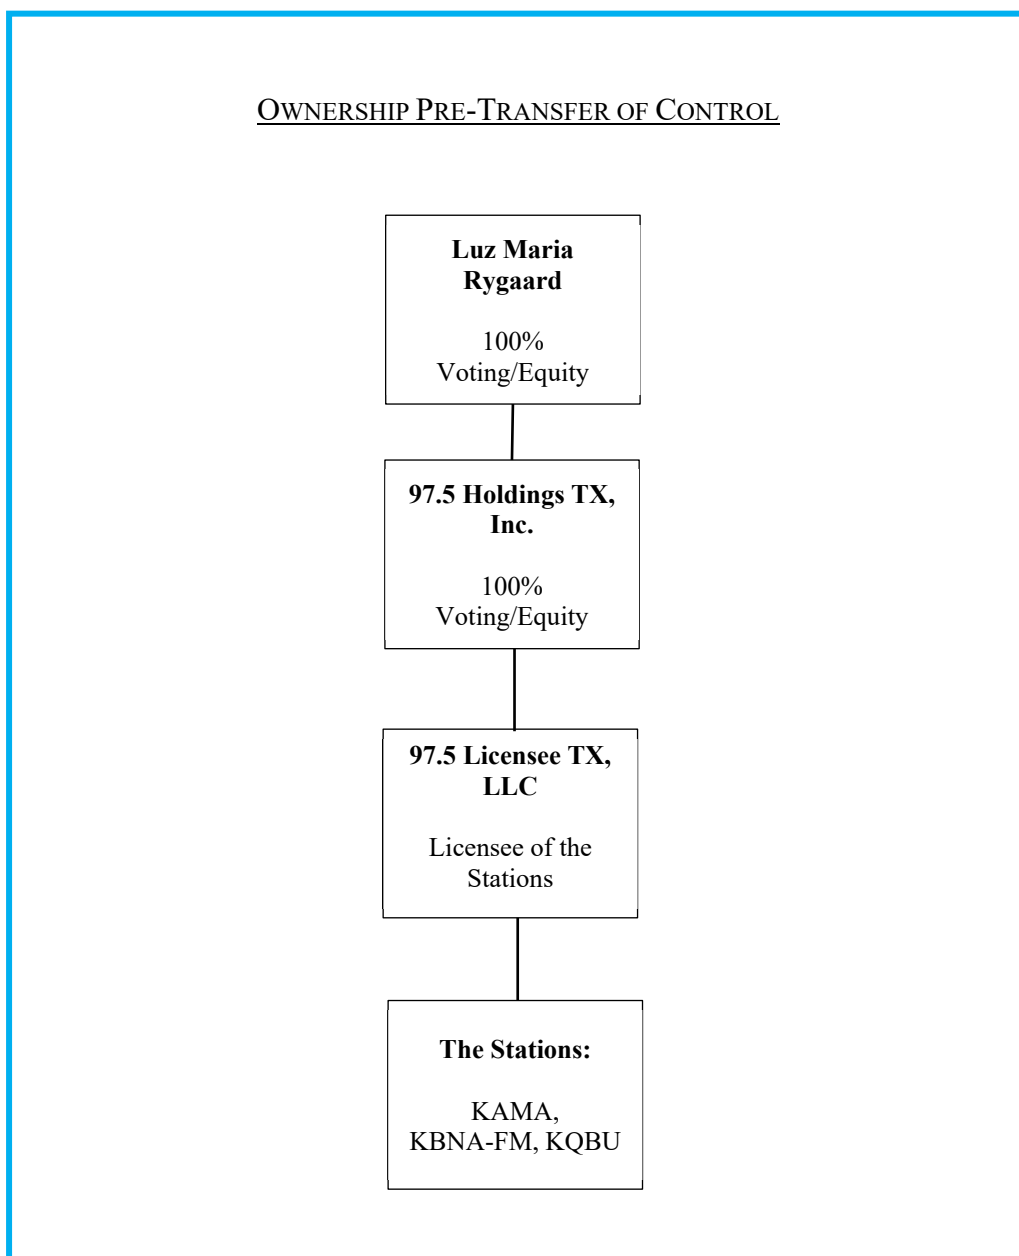 OWNERSHIP PRE-TRANSFER OF CONTROL
Luz Maria
Rygaard
100%
Voting/Equity
97.5 Holdings TX,
Inc.
100%
Voting/Equity
97.5 Licensee TX,
LLC
Licensee of the
Stations
The Stations:
KAMA,
KBNA-FM, KQBU